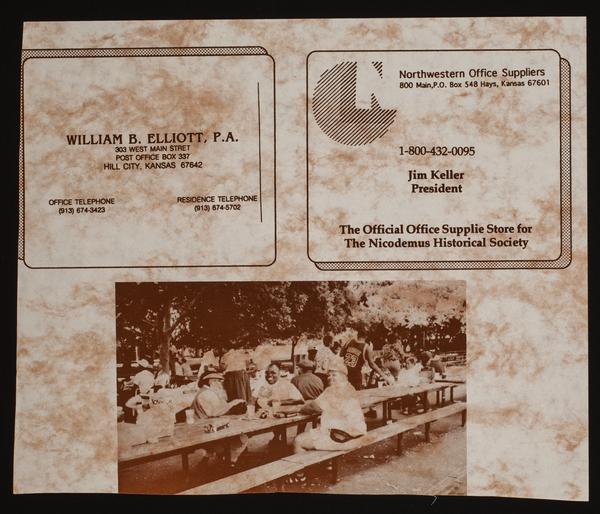 WILLIAM B. ELLIOTT, P.A.
303 WEST MAIN STRET
POST OFFICE BOX 337
HILL CITY, KANSAS 67642
OFFICE TELEPHONE
(913) 674-3423
RESIDENCE TELEPHONE
(913) 674-5702
Northwestern Office Suppliers
800 Main,P.O. Box 548 Hays, Kansas 67601
1-800-432-0095
Jim Keller
President
The Official Office Supplie Store for
The Nicodemus Historical Society
23